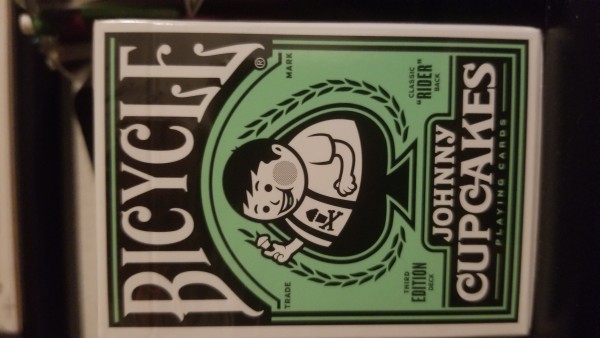 BICYCLE®
TRADE MARK
THIRD
EDITION
DECK
CLASSIC
"RIDER"
BACK
JOHNNY
CUPCAKES
PLAYING CARDS